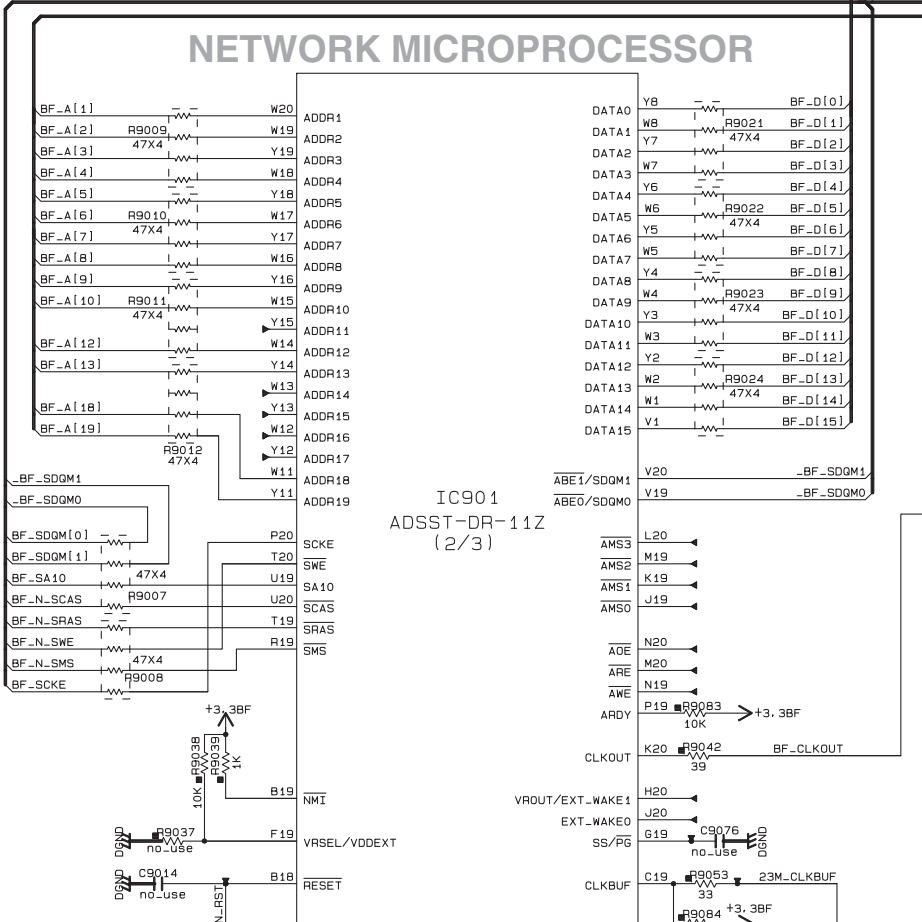 NETWORK MICROPROCESSOR
BF_A[1] W20 ADDR1 DATA0 Y8 BF_D[0]
BF_A[2] R9009 47X4 W19 ADDR2 DATA1 W8 R9021 47X4 BF_D[1]
BF_A[3] Y19 ADDR3 DATA2 Y7 BF_D[2]
BF_A[4] W18 ADDR4 DATA3 W7 BF_D[3]
BF_A[5] Y18 ADDR5 DATA4 Y6 BF_D[4]
BF_A[6] R9010 47X4 W17 ADDR6 DATA5 W6 R9022 47X4 BF_D[5]
BF_A[7] Y17 ADDR7 DATA6 Y5 BF_D[6]
BF_A[8] W16 ADDR8 DATA7 W5 BF_D[7]
BF_A[9] Y16 ADDR9 DATA8 Y4 BF_D[8]
BF_A[10] R9011 47X4 W15 ADDR10 DATA9 W4 R9023 47X4 BF_D[9]
Y15 ADDR11 DATA10 Y3 BF_D[10]
BF_A[12] W14 ADDR12 DATA11 W3 BF_D[11]
BF_A[13] Y14 ADDR13 DATA12 Y2 BF_D[12]
W13 ADDR14 DATA13 W2 R9024 47X4 BF_D[13]
BF_A[18] Y13 ADDR15 DATA14 W1 BF_D[14]
BF_A[19] W12 ADDR16 DATA15 V1 BF_D[15]
R9012 47X4 Y12 ADDR17
_BF_SDQM1 W11 ADDR18 ABE1/SDQM1 V20 _BF_SDQM1
_BF_SDQM0 Y11 ADDR19 ABE0/SDQM0 V19 _BF_SDQM0
IC901
ADSST-DR-11Z
(2/3)
BF_SDQM[0] P20 SCKE AMS3 L20
BF_SDQM[1] 47X4 T20 SWE AMS2 M19
BF_SA10 R9007 U19 SA10 AMS1 K19
BF_N_SCAS U20 SCAS AMS0 J19
BF_N_SRAS T19 SRAS
BF_N_SWE 47X4 R19 SMS AOE N20
BF_N_SMS R9008 ARE M20
BF_SCKE AWE N19
+3.3BF ARDY P19 R9083 10K +3.3BF
R9038 10K R9039 1K CLKOUT K20 R9042 39 BF_CLKOUT
B19 NMI VROUT/EXT_WAKE1 H20
EXT_WAKE0 J20
DGND R9037 no_use F19 VRSEL/VDDEXT SS/PG G19 C9076 no_use DGND
DGND C9014 no_use B18 RESET CLKBUF C19 R9053 33 23M_CLKBUF
N_RST R9084 +3.3BF